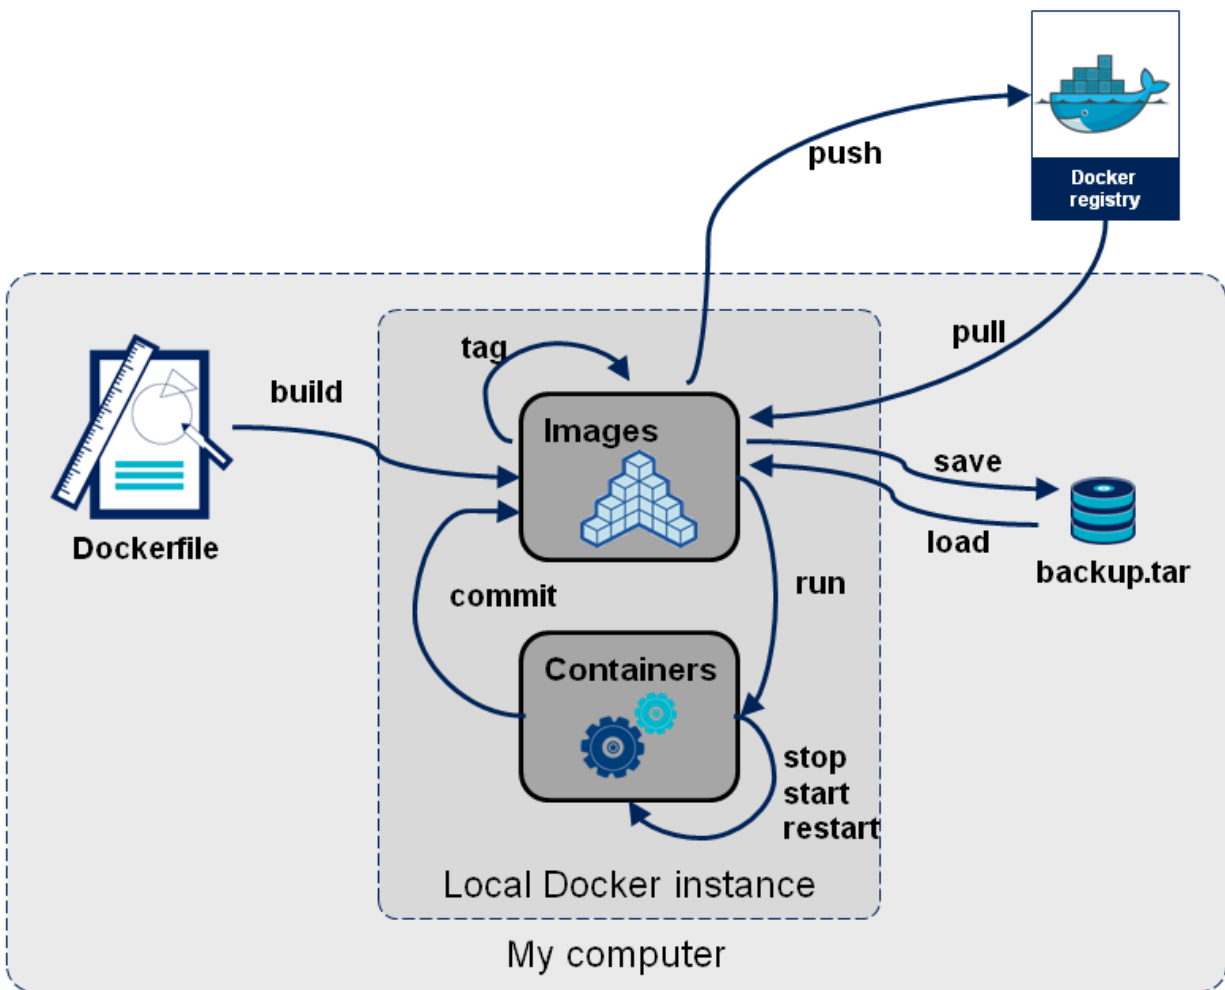 push
Docker
registry
tag
pull
build
Images
save
load
Dockerfile
backup.tar
commit
run
Containers
stop
start
restart
Local Docker instance
My computer